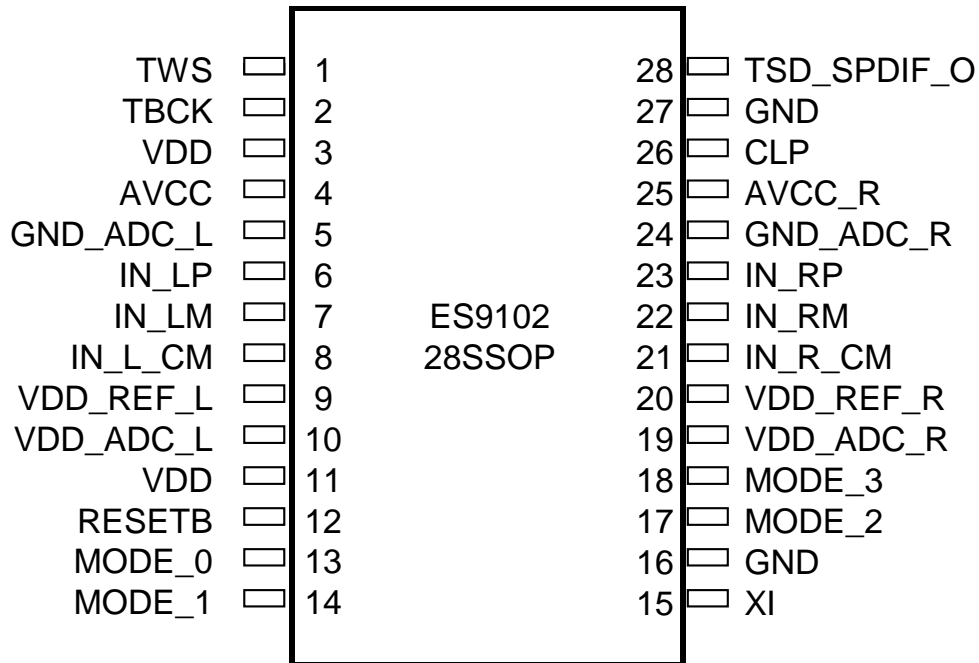 TWS 1 28 TSD_SPDIF_O
TBCK 2 27 GND
VDD 3 26 CLP
AVCC 4 25 AVCC_R
GND_ADC_L 5 24 GND_ADC_R
IN_LP 6 23 IN_RP
IN_LM 7 ES9102 22 IN_RM
IN_L_CM 8 28SSOP 21 IN_R_CM
VDD_REF_L 9 20 VDD_REF_R
VDD_ADC_L 10 19 VDD_ADC_R
VDD 11 18 MODE_3
RESETB 12 17 MODE_2
MODE_0 13 16 GND
MODE_1 14 15 XI